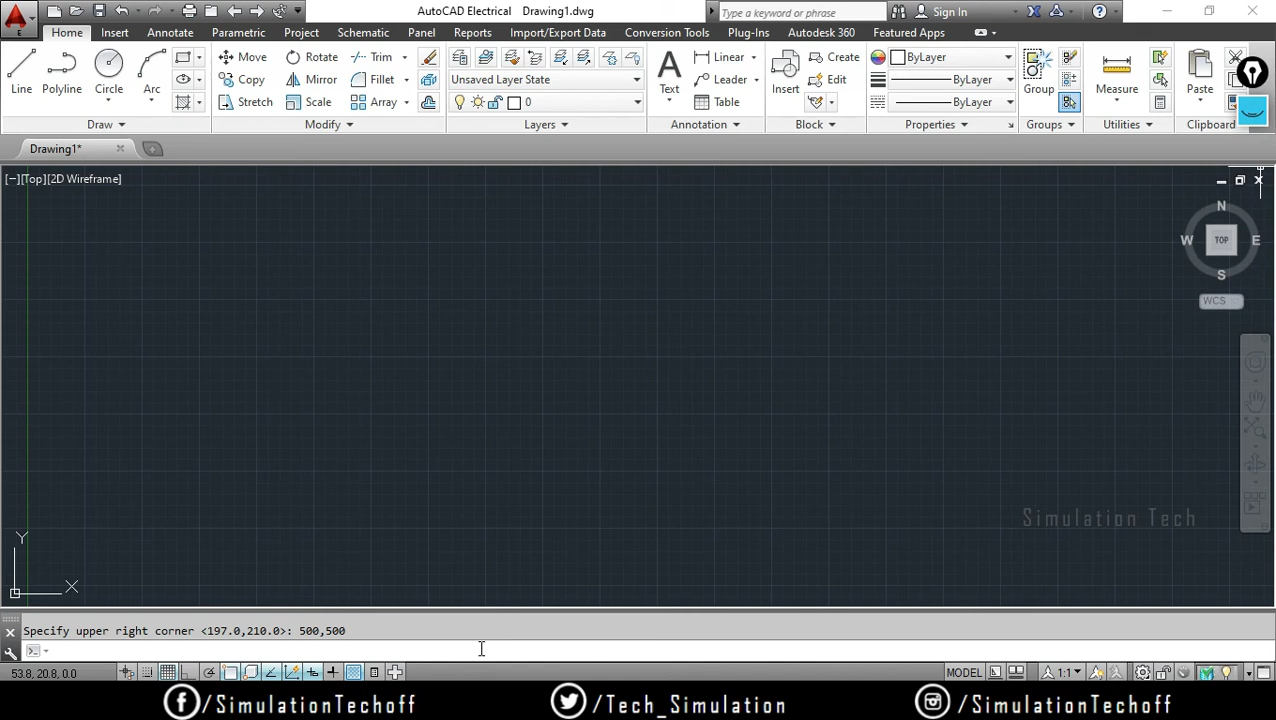 AutoCAD Electrical Drawing1.dwg
Type a keyword or phrase
Sign In
E
Home Insert Annotate Parametric Project Schematic Panel Reports Import/Export Data Conversion Tools Plug-Ins Autodesk 360 Featured Apps
Line Polyline Circle Arc
Move Rotate Trim
Copy Mirror Fillet
Stretch Scale Array
Unsaved Layer State
0
Text
Linear
Leader
Table
Insert
Create
Edit
ByLayer
ByLayer
ByLayer
Group
Measure
Paste
Draw Modify Layers Annotation Block Properties Groups Utilities Clipboard
Drawing1*
[−][Top][2D Wireframe]
N
W TOP E
S
WCS
Simulation Tech
Y
X
Specify upper right corner <197.0,210.0>: 500,500
53.8, 20.8, 0.0
MODEL
1:1
/SimulationTechoff
/Tech_Simulation
/SimulationTechoff